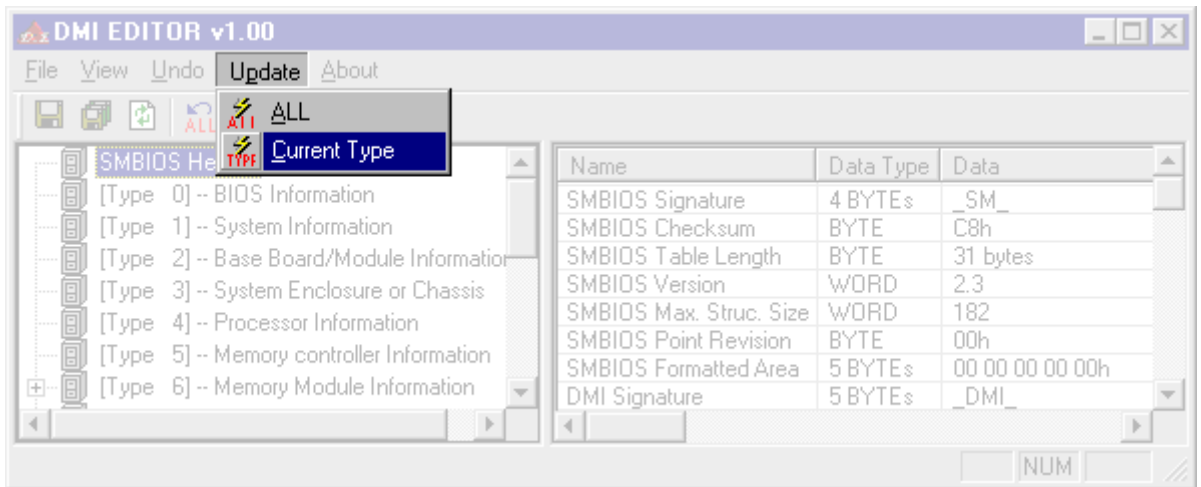 DMI EDITOR v1.00
File View Undo Update About
ALL
ALL ALL
TYPE Current Type
SMBIOS He
[Type 0] -- BIOS Information
[Type 1] -- System Information
[Type 2] -- Base Board/Module Information
[Type 3] -- System Enclosure or Chassis
[Type 4] -- Processor Information
[Type 5] -- Memory controller Information
[Type 6] -- Memory Module Information
Name Data Type Data
SMBIOS Signature 4 BYTEs _SM_
SMBIOS Checksum BYTE C8h
SMBIOS Table Length BYTE 31 bytes
SMBIOS Version WORD 2.3
SMBIOS Max. Struc. Size WORD 182
SMBIOS Point Revision BYTE 00h
SMBIOS Formatted Area 5 BYTEs 00 00 00 00 00h
DMI Signature 5 BYTEs _DMI_
NUM